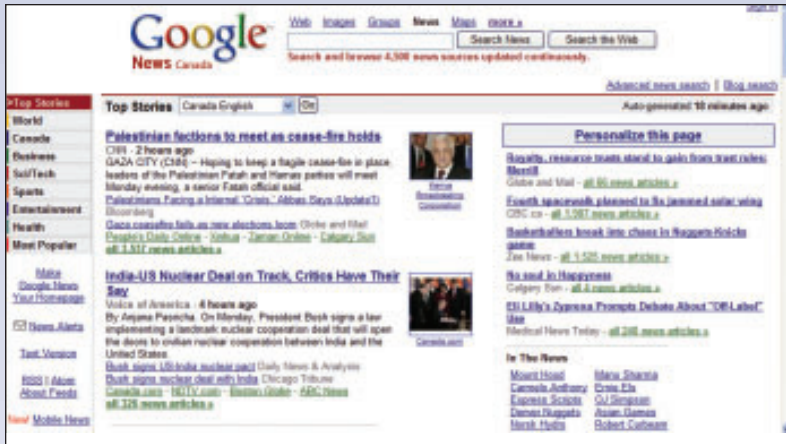 Sign in
Google
News Canada
Web Images Groups News Maps more »
Search News Search the Web
Search and browse 4,500 news sources updated continuously.
Advanced news search | Blog search
>Top Stories
World
Canada
Business
Sci/Tech
Sports
Entertainment
Health
Most Popular
Make
Google News
Your Homepage
News Alerts
Text Version
RSS | Atom
About Feeds
New! Mobile News
Top Stories Canada English Go
Auto-generated 18 minutes ago
Palestinian factions to meet as cease-fire holds
CNN - 2 hours ago
GAZA CITY (CNN) -- Hoping to keep a fragile cease-fire in place,
leaders of the Palestinian Fatah and Hamas parties will meet
Monday evening, a senior Fatah official said.
Palestinians Facing a Internal 'Crisis,' Abbas Says (Update1)
Bloomberg
Gaza ceasefire fails as new elections loom Globe and Mail
People's Daily Online - Xinhua - Zaman Online - Calgary Sun
all 3,517 news articles »
Broadcasting
Corporation
India-US Nuclear Deal on Track, Critics Have Their
Say
Voice of America - 4 hours ago
By Anjana Pasricha. On Monday, President Bush signs a law
implementing a landmark nuclear cooperation deal that will open
the doors to civilian nuclear cooperation between India and the
United States.
Bush signs US-India nuclear pact Daily News & Analysis
Bush signs nuclear deal with India Chicago Tribune
Canada.com - NDTV.com - Boston Globe - ABC News
all 326 news articles »
Canada.com
Personalize this page
Royalty, resource trusts stand to gain from trust rules:
Merrill
Globe and Mail - all 66 news articles »
Fourth spacewalk planned to fix jammed solar wing
CBC.ca - all 1,987 news articles »
Basketballers break into chaos in Nuggets-Knicks
game
Zee News - all 1,525 news articles »
No soul in Happyness
Calgary Sun - all 4 news articles »
Eli Lilly's Zyprexa Prompts Debate About "Off-Label"
Use
Medical News Today - all 240 news articles »
In The News
Mount Hood Manu Sharma
Carmelo Anthony Ernie Els
Express Scripts OJ Simpson
Denver Nuggets Asian Games
Norsk Hydro Robert Curbeam